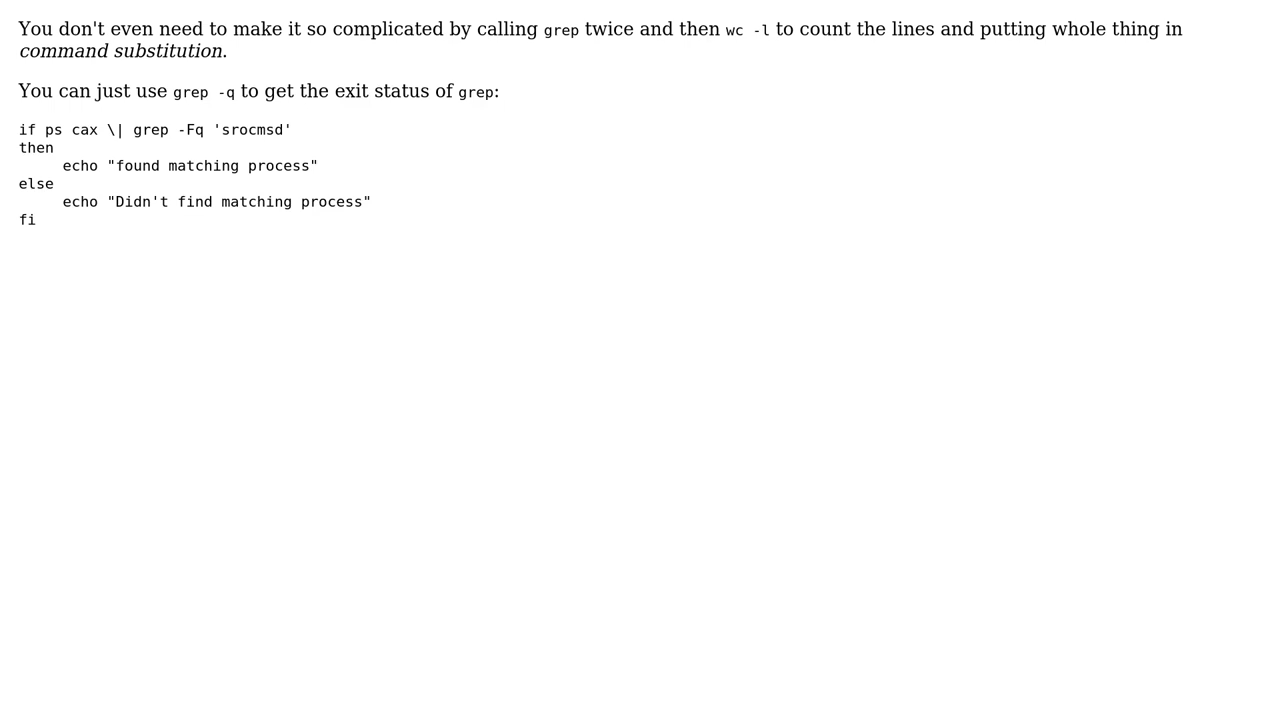 You don't even need to make it so complicated by calling grep twice and then wc -l to count the lines and putting whole thing in
command substitution.
You can just use grep -q to get the exit status of grep:
if ps cax \| grep -Fq 'srocmsd'
then
     echo "found matching process"
else
     echo "Didn't find matching process"
fi